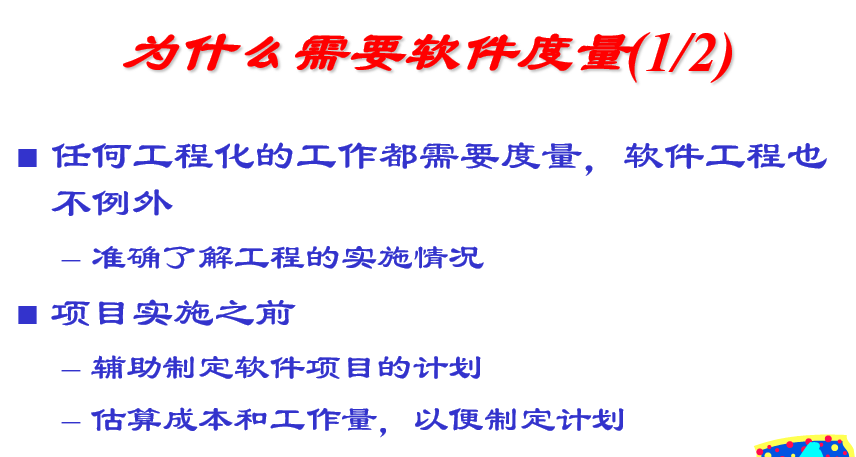 为什么需要软件度量(1/2)
■ 任何工程化的工作都需要度量，软件工程也
不例外
– 准确了解工程的实施情况
■ 项目实施之前
– 辅助制定软件项目的计划
– 估算成本和工作量，以便制定计划